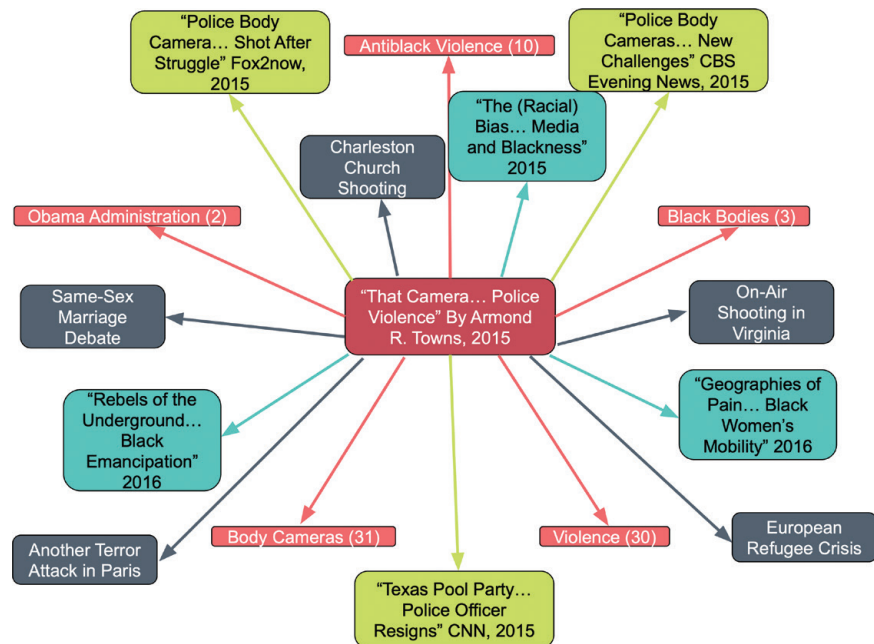 “Police Body
Camera… Shot After
Struggle” Fox2now,
2015
Antiblack Violence (10)
“Police Body
Cameras… New
Challenges” CBS
Evening News, 2015
“The (Racial)
Bias… Media
and Blackness”
2015
Charleston
Church
Shooting
Obama Administration (2)
Black Bodies (3)
Same-Sex
Marriage
Debate
“That Camera… Police
Violence” By Armond
R. Towns, 2015
On-Air
Shooting in
Virginia
“Rebels of the
Underground…
Black
Emancipation”
2016
“Geographies of
Pain… Black
Women’s
Mobility” 2016
Body Cameras (31)
Violence (30)
Another Terror
Attack in Paris
European
Refugee Crisis
“Texas Pool Party…
Police Officer
Resigns” CNN, 2015